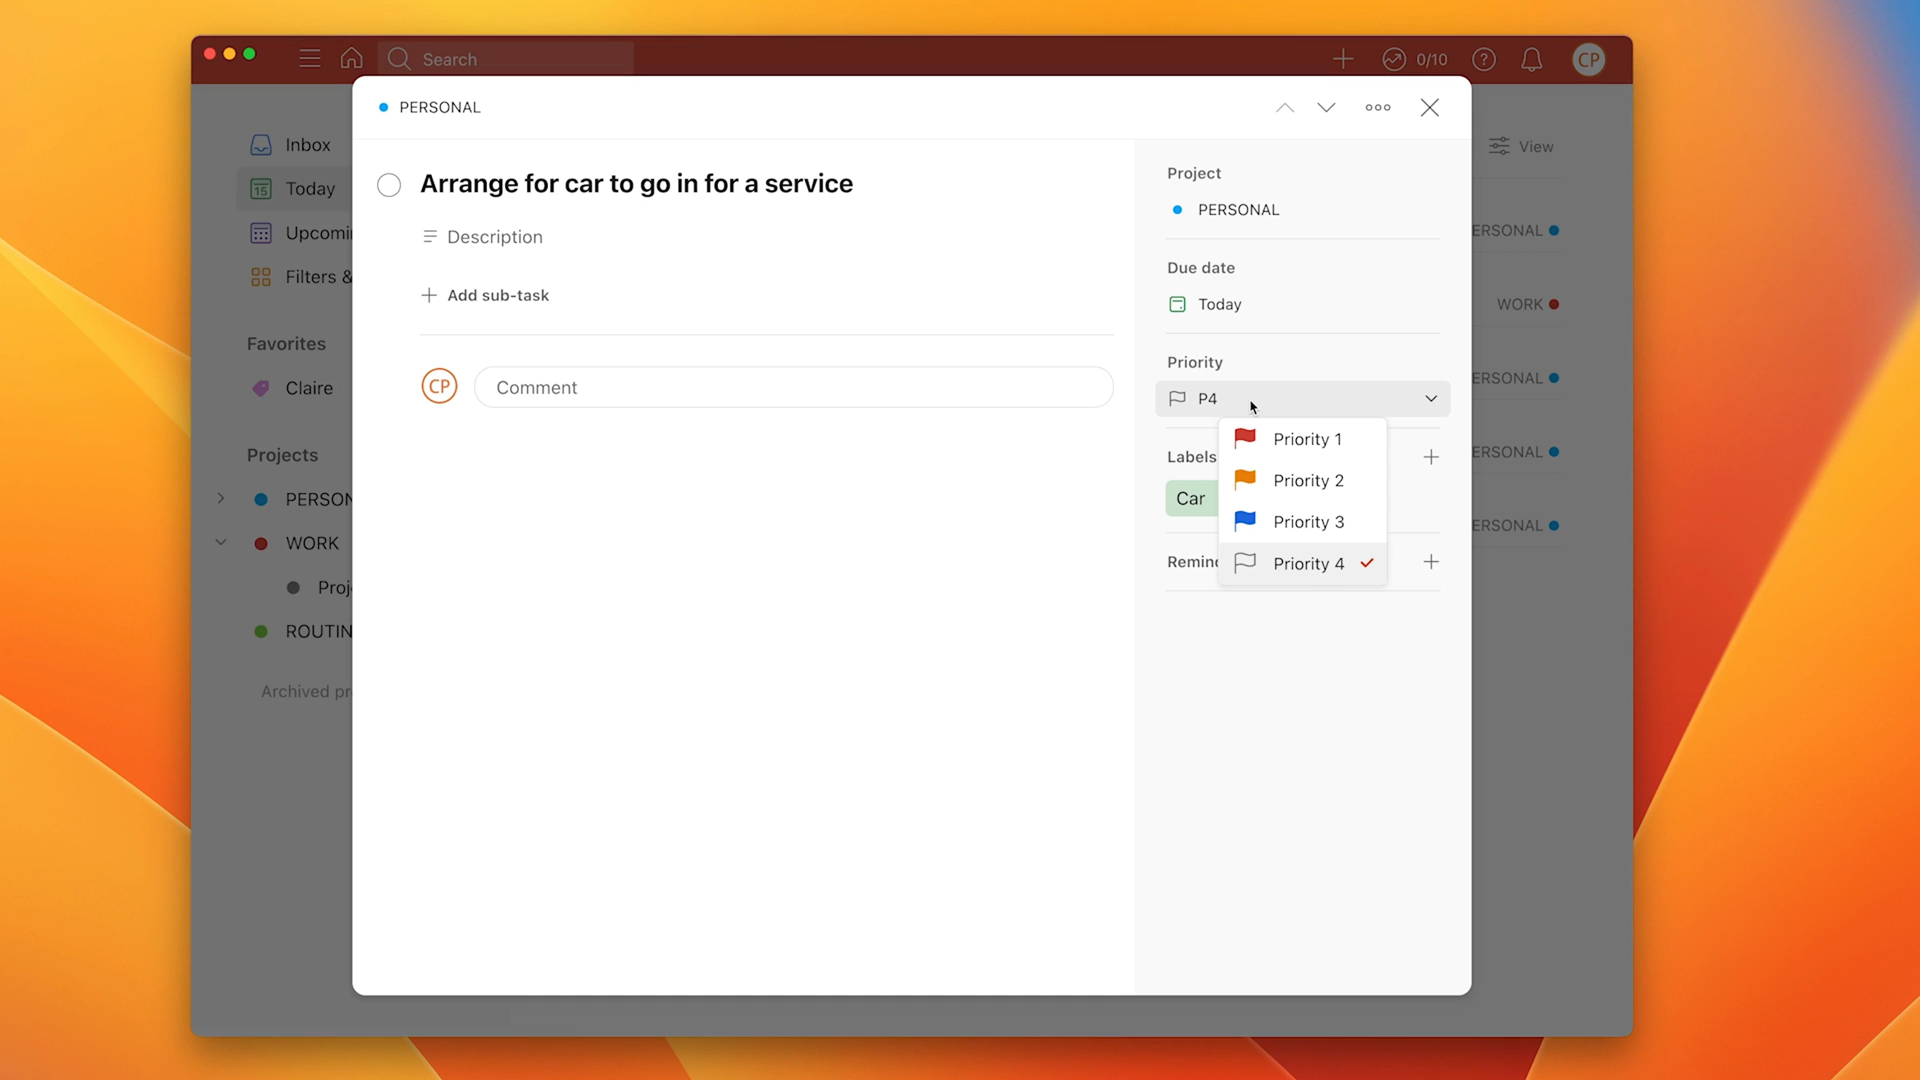 Search
0/10
CP
PERSONAL
Inbox
15
Today
Upcomi
Filters &
Favorites
Claire
Projects
PERSON
WORK
Proj
ROUTIN
Archived pr
Arrange for car to go in for a service
Description
Add sub-task
CP
Comment
Project
PERSONAL
Due date
Today
Priority
P4
Priority 1
Priority 2
Priority 3
Priority 4
Labels
Car
Remin
View
ERSONAL
WORK
ERSONAL
ERSONAL
ERSONAL